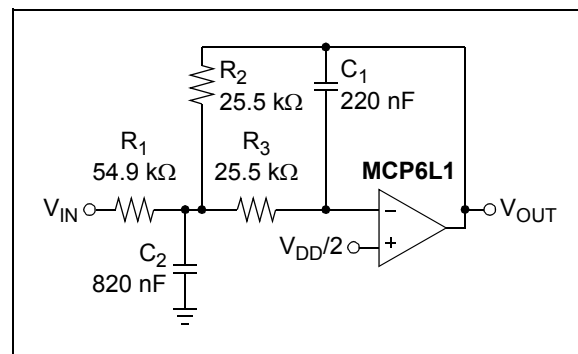 R2
25.5 kΩ
C1
220 nF
R1
54.9 kΩ
R3
25.5 kΩ
MCP6L1
VIN
VOUT
VDD/2
C2
820 nF